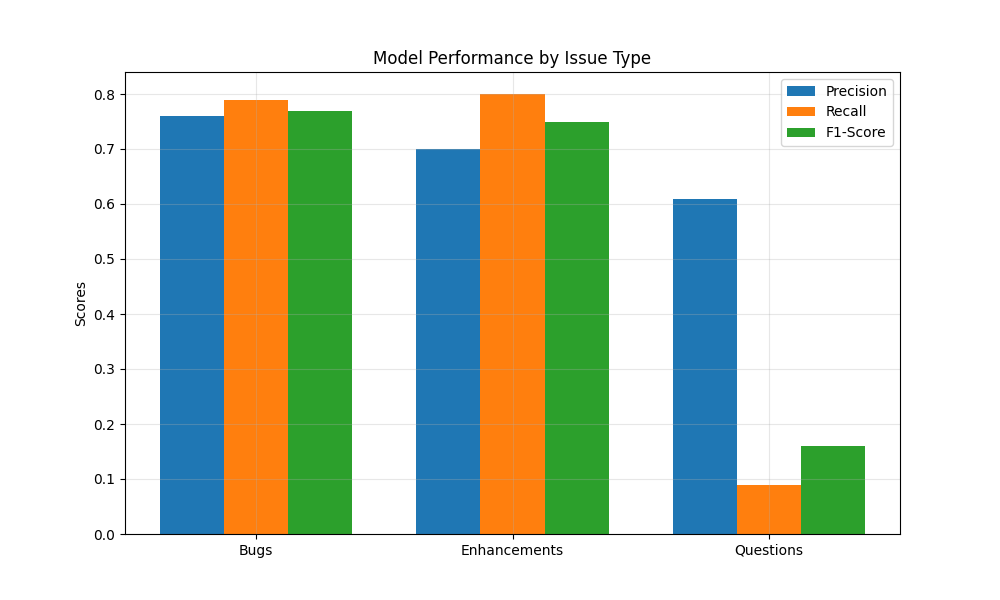 Model Performance by Issue Type
Precision
Recall
F1-Score
Scores
0.8
0.7
0.6
0.5
0.4
0.3
0.2
0.1
0.0
Bugs
Enhancements
Questions